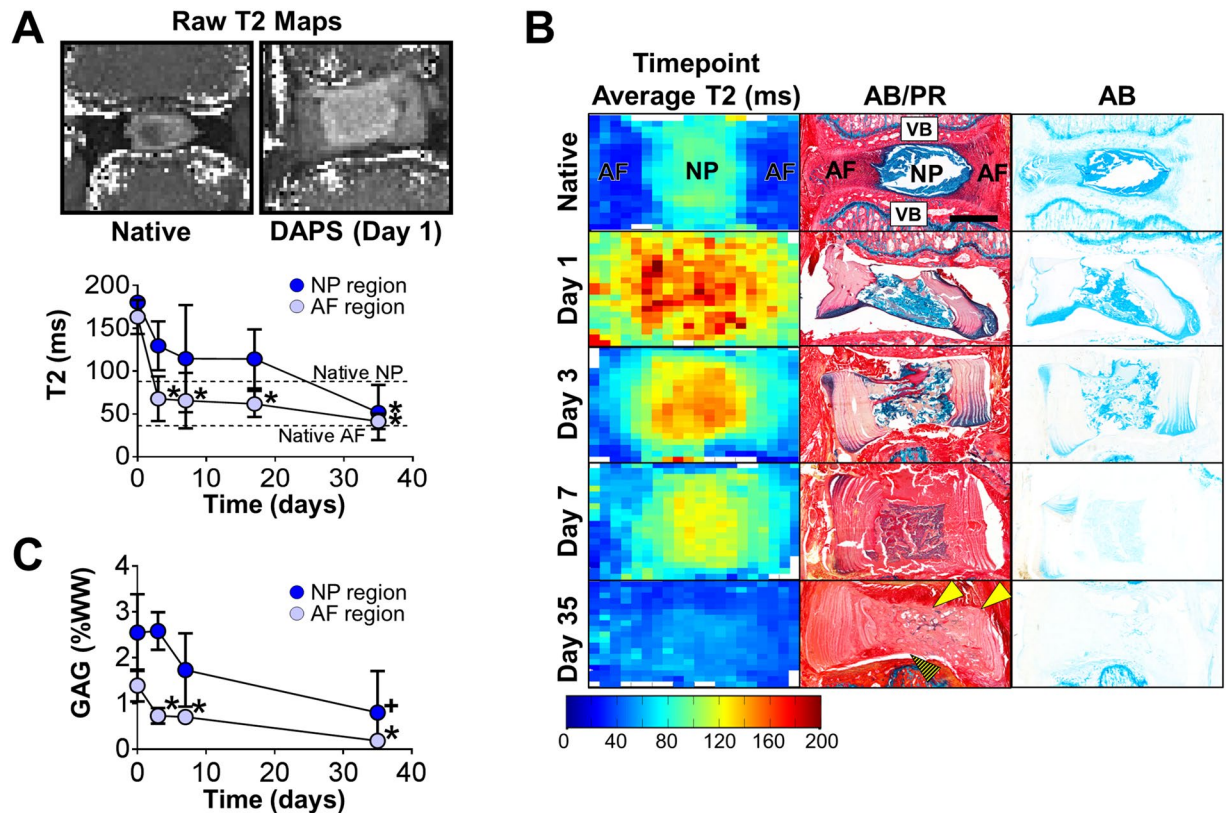 A
Raw T2 Maps
Native
DAPS (Day 1)
NP region
AF region
200
150
100
50
0
T2 (ms)
Native NP
Native AF
*
*
*
*
*
0
10
20
30
40
Time (days)
B
Timepoint
Average T2 (ms)
AB/PR
AB
Native
AF
NP
AF
VB
AF
NP
AF
VB
Day 1
Day 3
Day 7
Day 35
0
40
80
120
160
200
C
NP region
AF region
4
3
2
1
0
GAG (%WW)
*
*
+
*
0
10
20
30
40
Time (days)